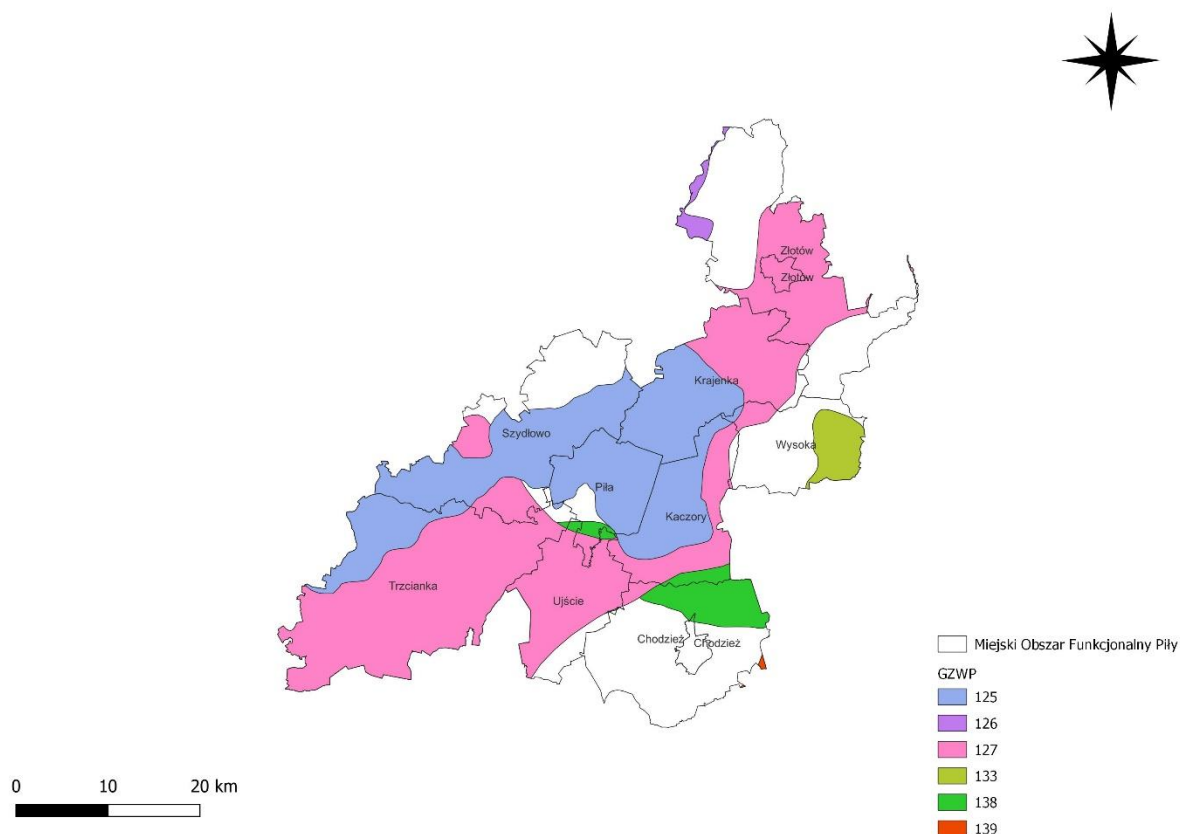 Złotów
Złotów
Krajenka
Szydłowo
Wysoka
Piła
Kaczory
Trzcianka
Ujście
Chodzież
Chodzież
Miejski Obszar Funkcjonalny Piły
GZWP
125
126
127
133
138
139
0 10 20 km